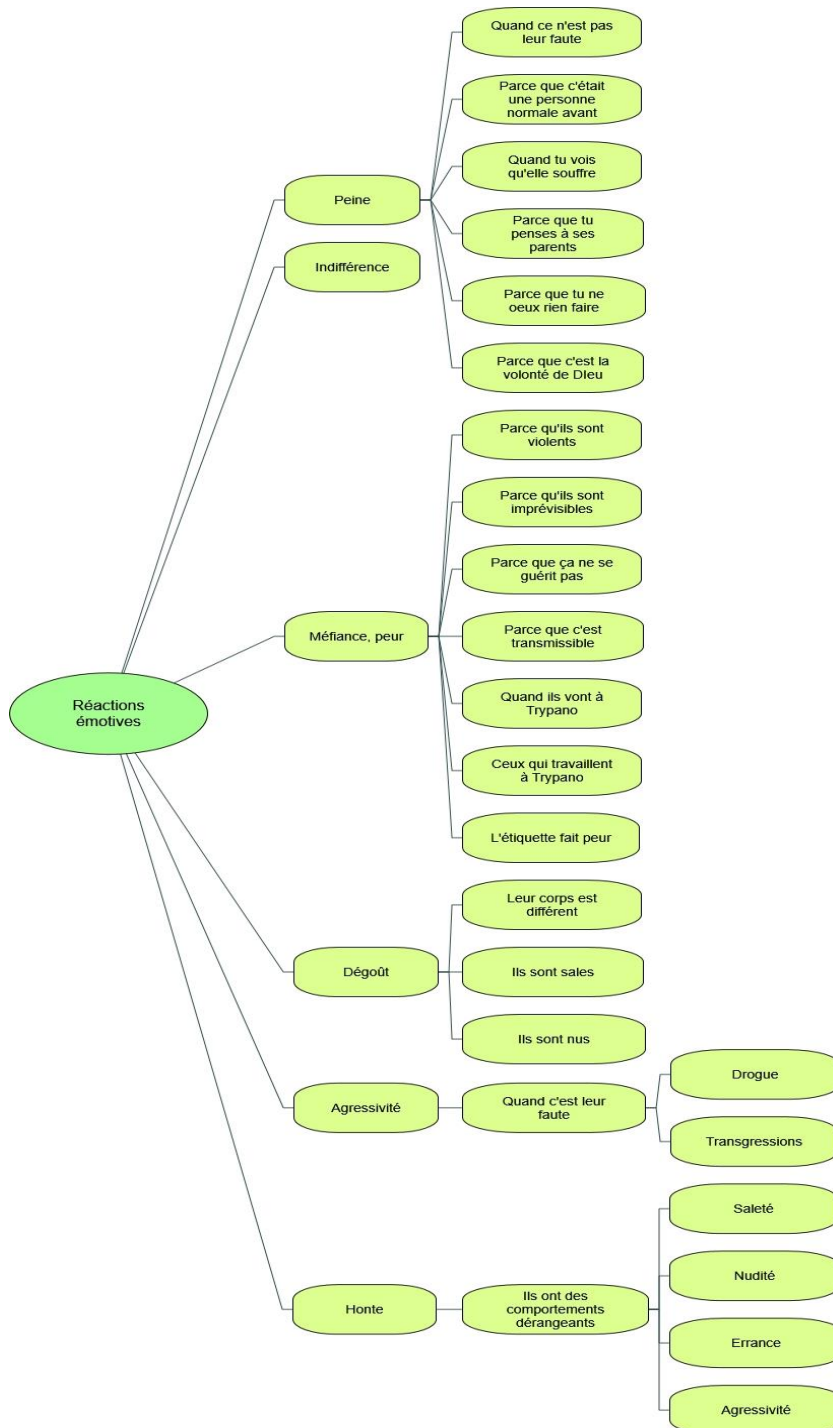 Quand ce n'est pas
leur faute
Parce que c'était
une personne
normale avant
Quand tu vois
qu'elle souffre
Peine
Parce que tu
penses à ses
parents
Indifférence
Parce que tu ne
oeux rien faire
Parce que c'est la
volonté de DIeu
Parce qu'ils sont
violents
Parce qu'ils sont
imprévisibles
Parce que ça ne se
guérit pas
Méfiance, peur
Parce que c'est
transmissible
Réactions
émotives
Quand ils vont à
Trypano
Ceux qui travaillent
à Trypano
L'étiquette fait peur
Leur corps est
différent
Dégoût
Ils sont sales
Ils sont nus
Agressivité
Quand c'est leur
faute
Drogue
Transgressions
Honte
Ils ont des
comportements
dérangeants
Saleté
Nudité
Errance
Agressivité